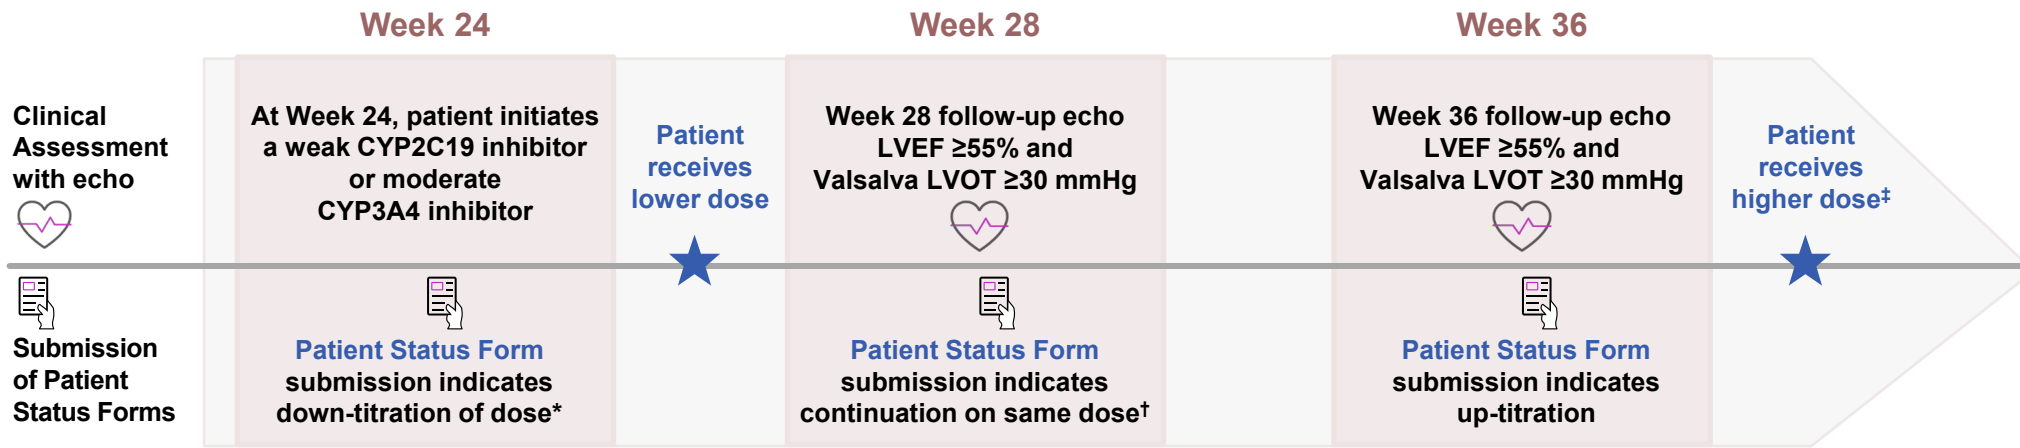 Week 24
Week 28
Week 36
Clinical
Assessment
with echo
At Week 24, patient initiates
a weak CYP2C19 inhibitor
or moderate
CYP3A4 inhibitor
Patient
receives
lower dose
Week 28 follow-up echo
LVEF ≥55% and
Valsalva LVOT ≥30 mmHg
Week 36 follow-up echo
LVEF ≥55% and
Valsalva LVOT ≥30 mmHg
Patient
receives
higher dose‡
Submission
of Patient
Status Forms
Patient Status Form
submission indicates
down-titration of dose*
Patient Status Form
submission indicates
continuation on same dose†
Patient Status Form
submission indicates
up-titration